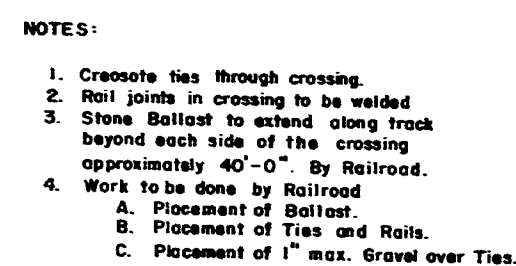 NOTES:
1. Creosote ties through crossing.
2. Rail joints in crossing to be welded
3. Stone Ballast to extend along track
beyond each side of the crossing
approximately 40'-0". By Railroad.
4. Work to be done by Railroad
A. Placement of Ballast.
B. Placement of Ties and Rails.
C. Placement of 1" max. Gravel over Ties.